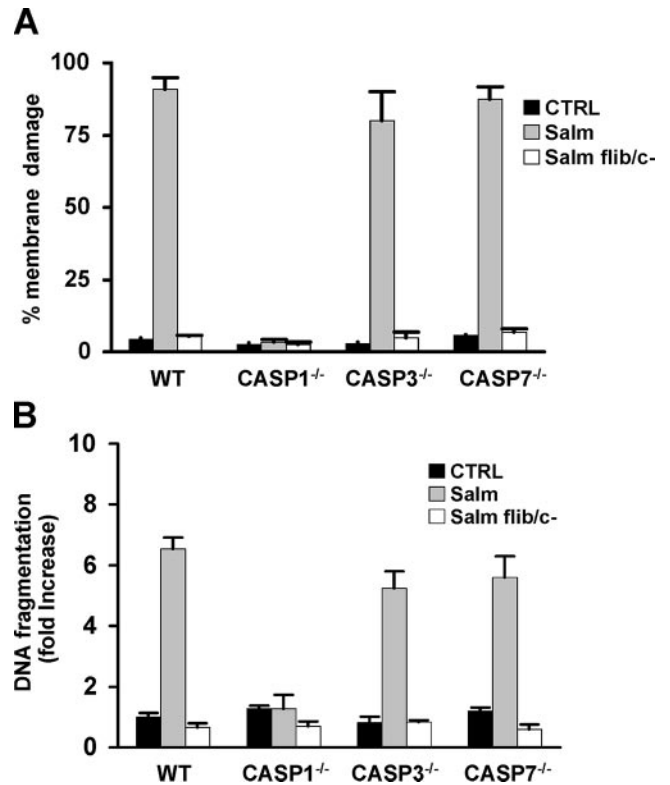 A
100
75
50
25
0
% membrane damage
CTRL
Salm
Salm flib/c-
WT CASP1-/- CASP3-/- CASP7-/-
B
10
8
6
4
2
0
DNA fragmentation
(fold Increase)
CTRL
Salm
Salm flib/c-
WT CASP1-/- CASP3-/- CASP7-/-